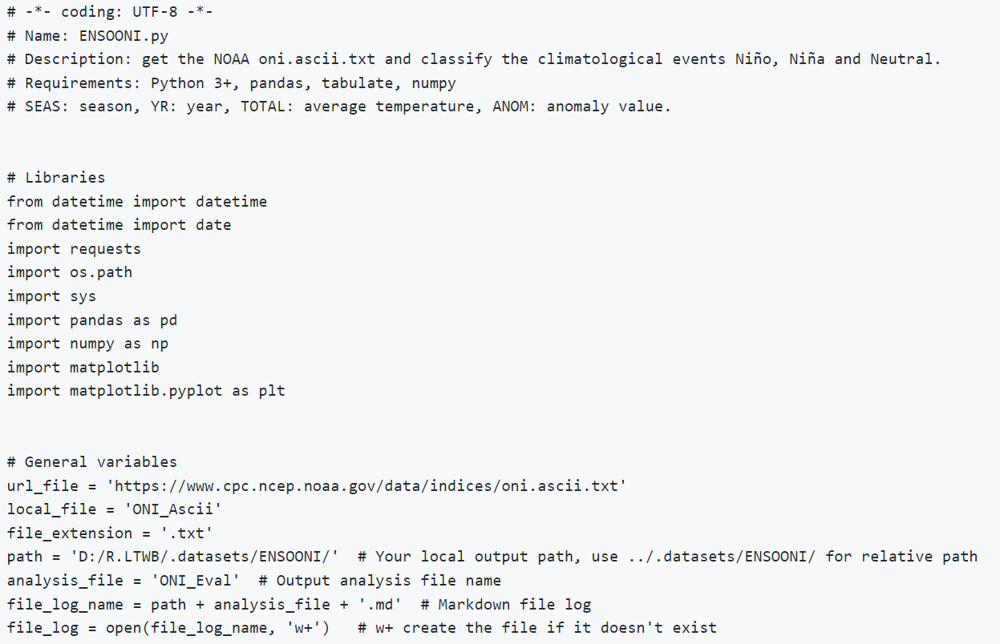 # -*- coding: UTF-8 -*-
# Name: ENSOONI.py
# Description: get the NOAA oni.ascii.txt and classify the climatological events Niño, Niña and Neutral.
# Requirements: Python 3+, pandas, tabulate, numpy
# SEAS: season, YR: year, TOTAL: average temperature, ANOM: anomaly value.
# Libraries
from datetime import datetime
from datetime import date
import requests
import os.path
import sys
import pandas as pd
import numpy as np
import matplotlib
import matplotlib.pyplot as plt
# General variables
url_file = 'https://www.cpc.ncep.noaa.gov/data/indices/oni.ascii.txt'
local_file = 'ONI_Ascii'
file_extension = '.txt'
path = 'D:/R.LTWB/.datasets/ENSOONI/'  # Your local output path, use ../.datasets/ENSOONI/ for relative path
analysis_file = 'ONI_Eval'  # Output analysis file name
file_log_name = path + analysis_file + '.md'  # Markdown file log
file_log = open(file_log_name, 'w+')   # w+ create the file if it doesn't exist